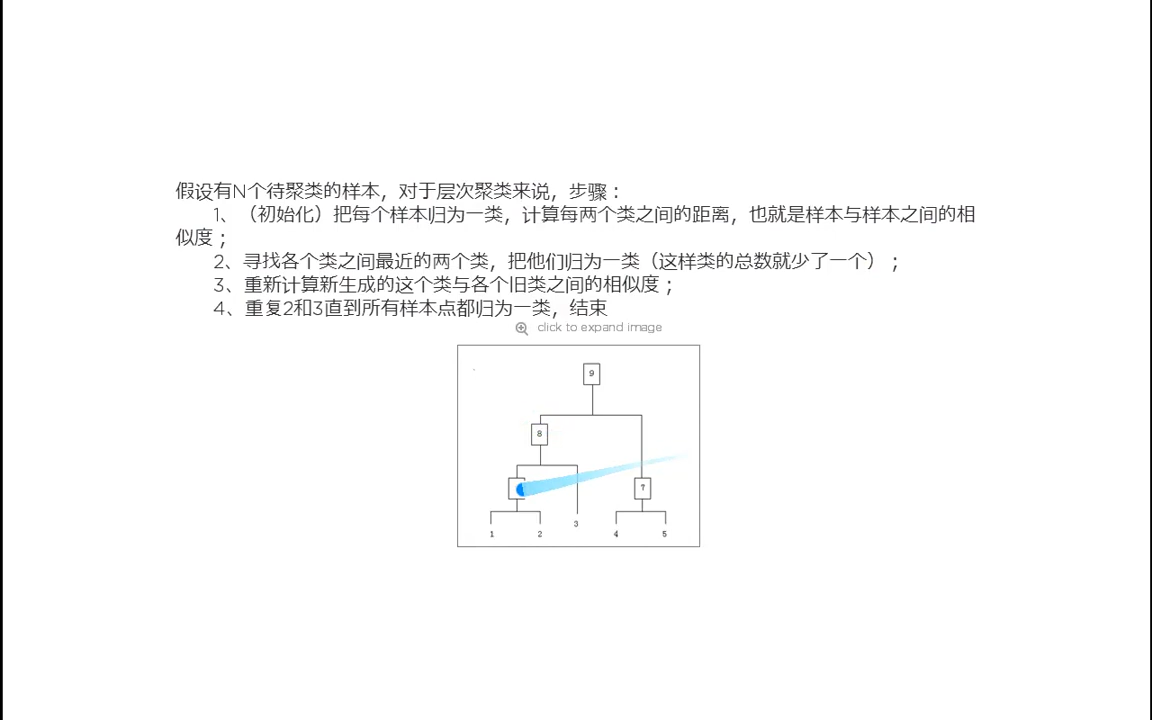 假设有N个待聚类的样本，对于层次聚类来说，步骤：
1、（初始化）把每个样本归为一类，计算每两个类之间的距离，也就是样本与样本之间的相
似度；
2、寻找各个类之间最近的两个类，把他们归为一类（这样类的总数就少了一个）；
3、重新计算新生成的这个类与各个旧类之间的相似度；
4、重复2和3直到所有样本点都归为一类，结束
click to expand image
9
8
7
3
1 2 4 5